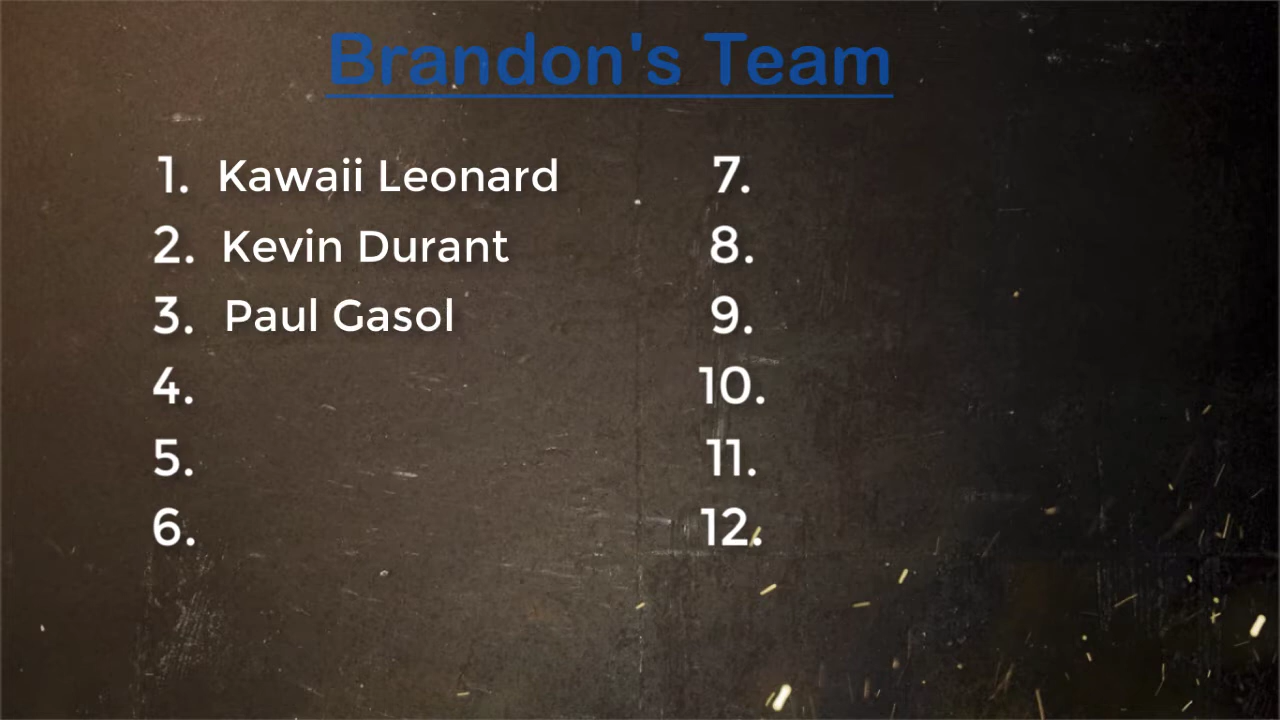 Brandon's Team
1. Kawaii Leonard
2. Kevin Durant
3. Paul Gasol
4.
5.
6.
7.
8.
9.
10.
11.
12.